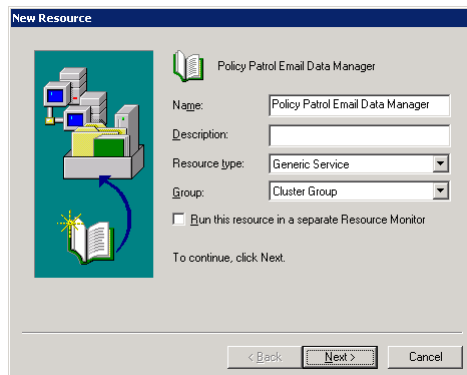 New Resource
Policy Patrol Email Data Manager
Name: Policy Patrol Email Data Manager
Description:
Resource type: Generic Service
Group: Cluster Group
Run this resource in a separate Resource Monitor
To continue, click Next.
< Back Next > Cancel